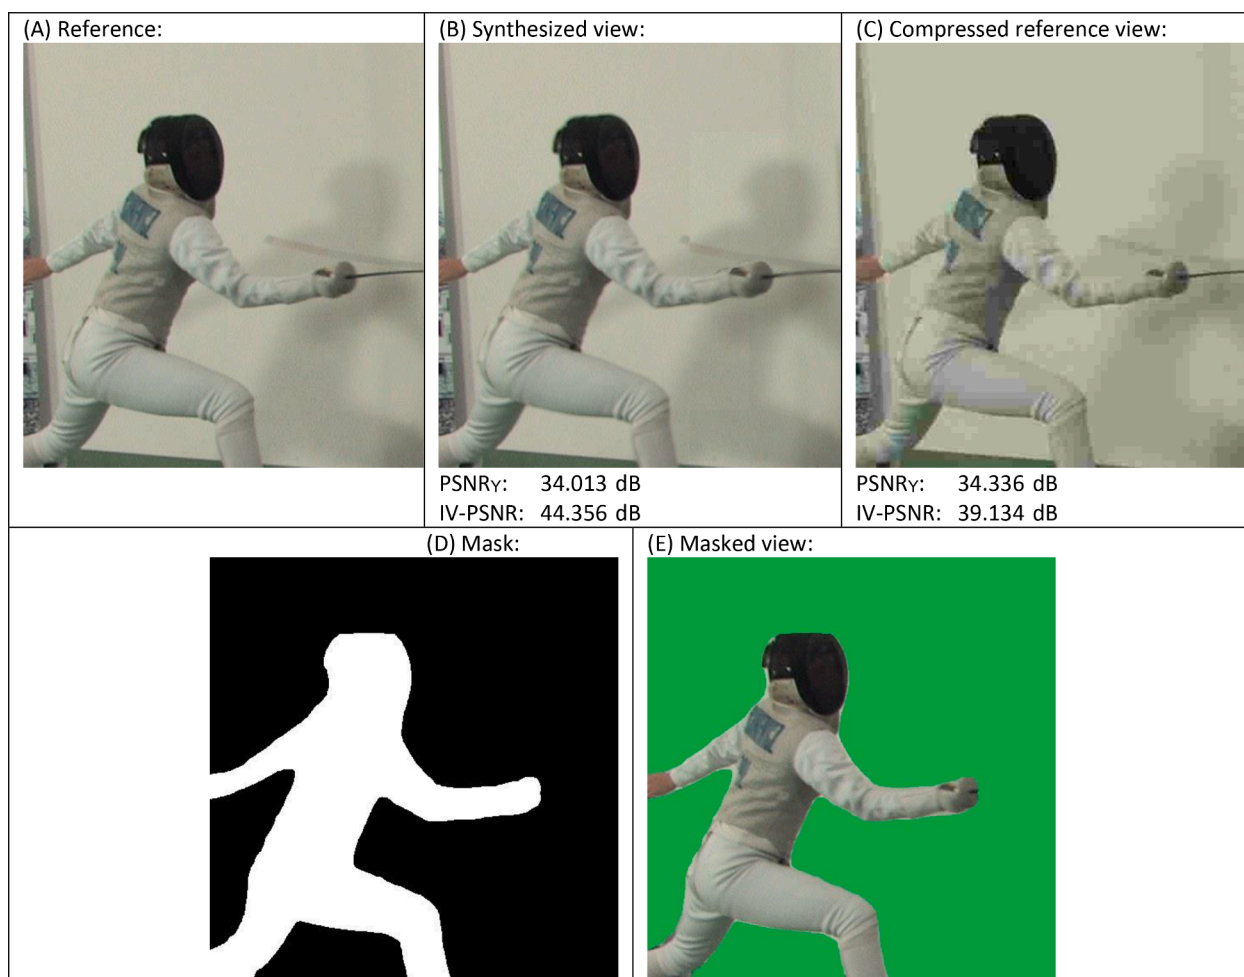 (A) Reference:
(B) Synthesized view:
(C) Compressed reference view:
PSNRY: 34.013 dB
IV-PSNR: 44.356 dB
PSNRY: 34.336 dB
IV-PSNR: 39.134 dB
(D) Mask:
(E) Masked view: